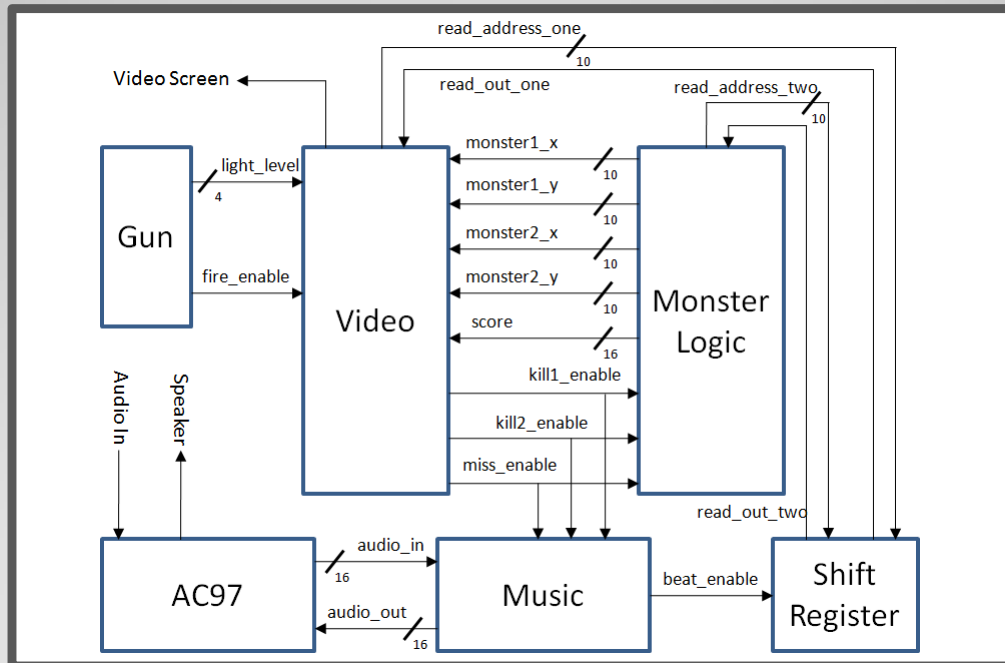 read_address_one
10
Video Screen
read_out_one
read_address_two
10
light_level
4
Gun
fire_enable
Video
monster1_x
10
monster1_y
10
monster2_x
10
monster2_y
10
score
16
Monster
Logic
kill1_enable
kill2_enable
miss_enable
Audio In
Speaker
read_out_two
AC97
audio_in
16
audio_out
16
Music
beat_enable
Shift
Register